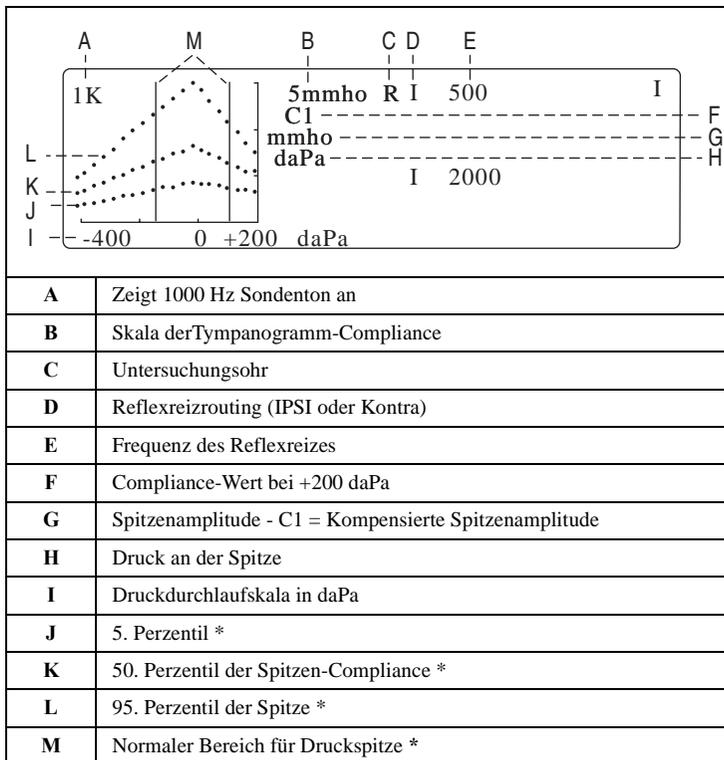 A M B C D E
1K 5mmho R I 500 I
C1 F
mmho G
L daPa H
K I 2000
J
I -400 0 +200 daPa
A Zeigt 1000 Hz Sondenton an
B Skala derTympanogramm-Compliance
C Untersuchungsohr
D Reflexreizrouting (IPSI oder Kontra)
E Frequenz des Reflexreizes
F Compliance-Wert bei +200 daPa
G Spitzenamplitude - C1 = Kompensierte Spitzenamplitude
H Druck an der Spitze
I Druckdurchlaufskala in daPa
J 5. Perzentil *
K 50. Perzentil der Spitzen-Compliance *
L 95. Perzentil der Spitze *
M Normaler Bereich für Druckspitze *